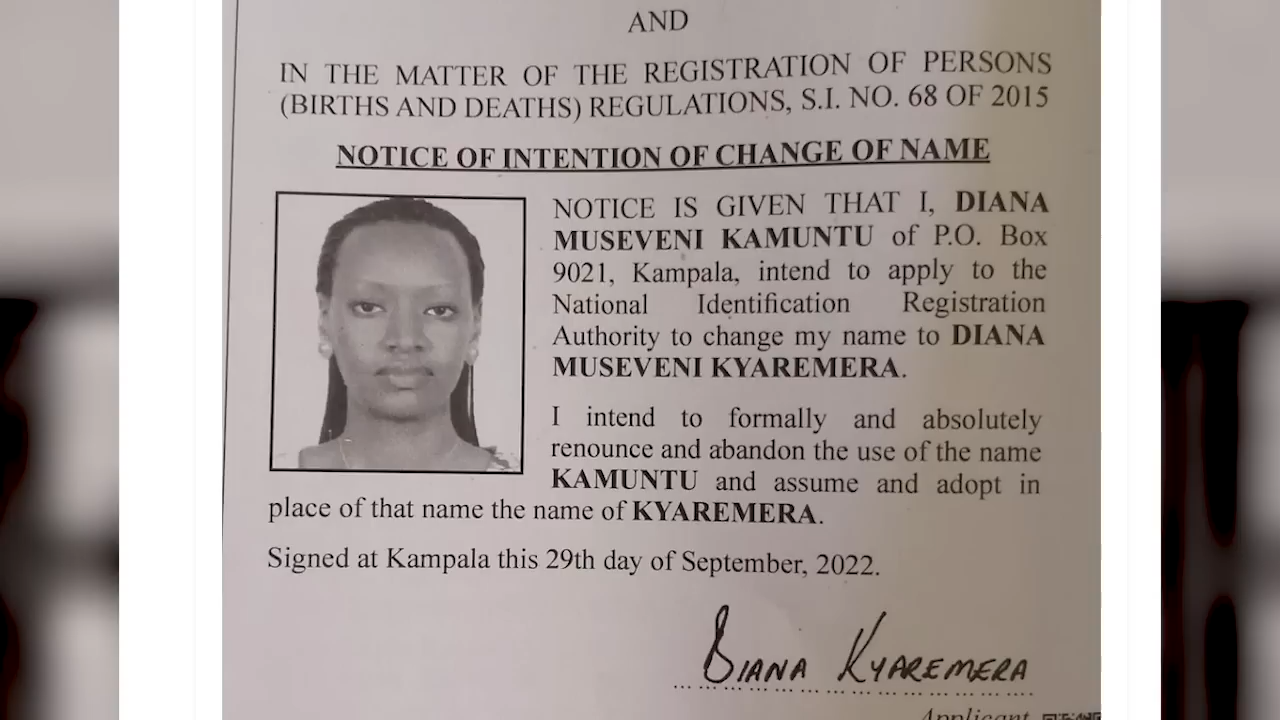 AND
IN THE MATTER OF THE REGISTRATION OF PERSONS
(BIRTHS AND DEATHS) REGULATIONS, S.I. NO. 68 OF 2015
NOTICE OF INTENTION OF CHANGE OF NAME
NOTICE IS GIVEN THAT I, DIANA
MUSEVENI KAMUNTU of P.O. Box
9021, Kampala, intend to apply to the
National Identification Registration
Authority to change my name to DIANA
MUSEVENI KYAREMERA.
I intend to formally and absolutely
renounce and abandon the use of the name
KAMUNTU and assume and adopt in
place of that name the name of KYAREMERA.
Signed at Kampala this 29th day of September, 2022.
DIANA KYAREMERA
Applicant